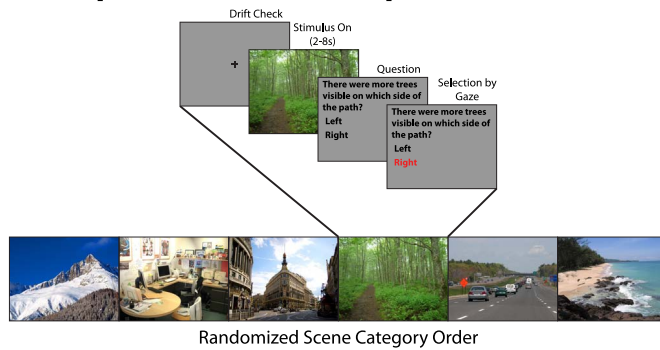 Drift Check
+
Stimulus On
(2-8s)
Question
There were more trees
visible on which side of
the path?
Left
Right
Selection by
Gaze
There were more trees
visible on which side of
the path?
Left
Right
Randomized Scene Category Order